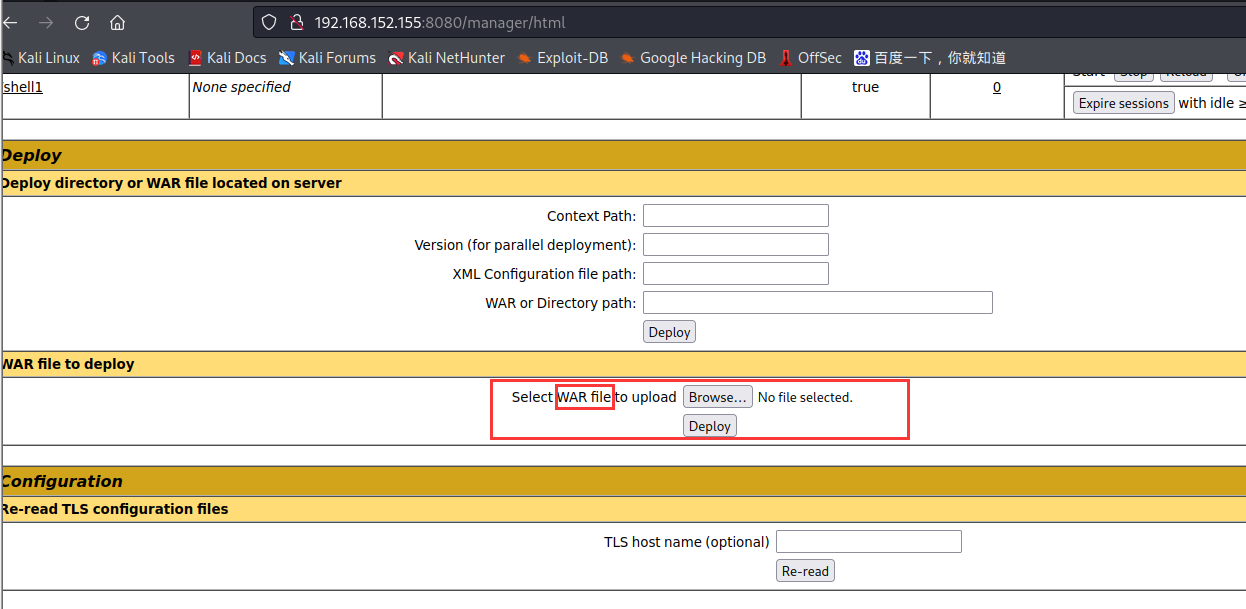 192.168.152.155:8080/manager/html
Kali Linux Kali Tools Kali Docs Kali Forums Kali NetHunter Exploit-DB Google Hacking DB OffSec 百度一下，你就知道
Start Stop Reload
shell1 None specified true 0
Expire sessions with idle ≥
Deploy
Deploy directory or WAR file located on server
Context Path:
Version (for parallel deployment):
XML Configuration file path:
WAR or Directory path:
Deploy
WAR file to deploy
Select WAR file to upload Browse... No file selected.
Deploy
Configuration
Re-read TLS configuration files
TLS host name (optional)
Re-read